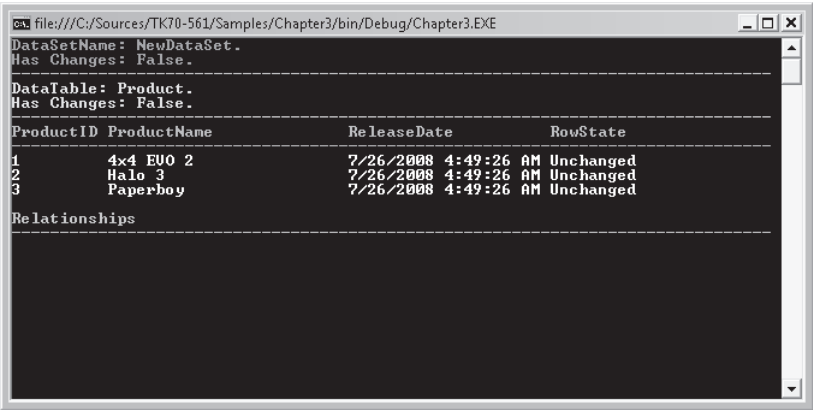 file:///C:/Sources/TK70-561/Samples/Chapter3/bin/Debug/Chapter3.EXE
DataSetName: NewDataSet.
Has Changes: False.
DataTable: Product.
Has Changes: False.
ProductID ProductName ReleaseDate RowState
1 4x4 EVO 2 7/26/2008 4:49:26 AM Unchanged
2 Halo 3 7/26/2008 4:49:26 AM Unchanged
3 Paperboy 7/26/2008 4:49:26 AM Unchanged
Relationships